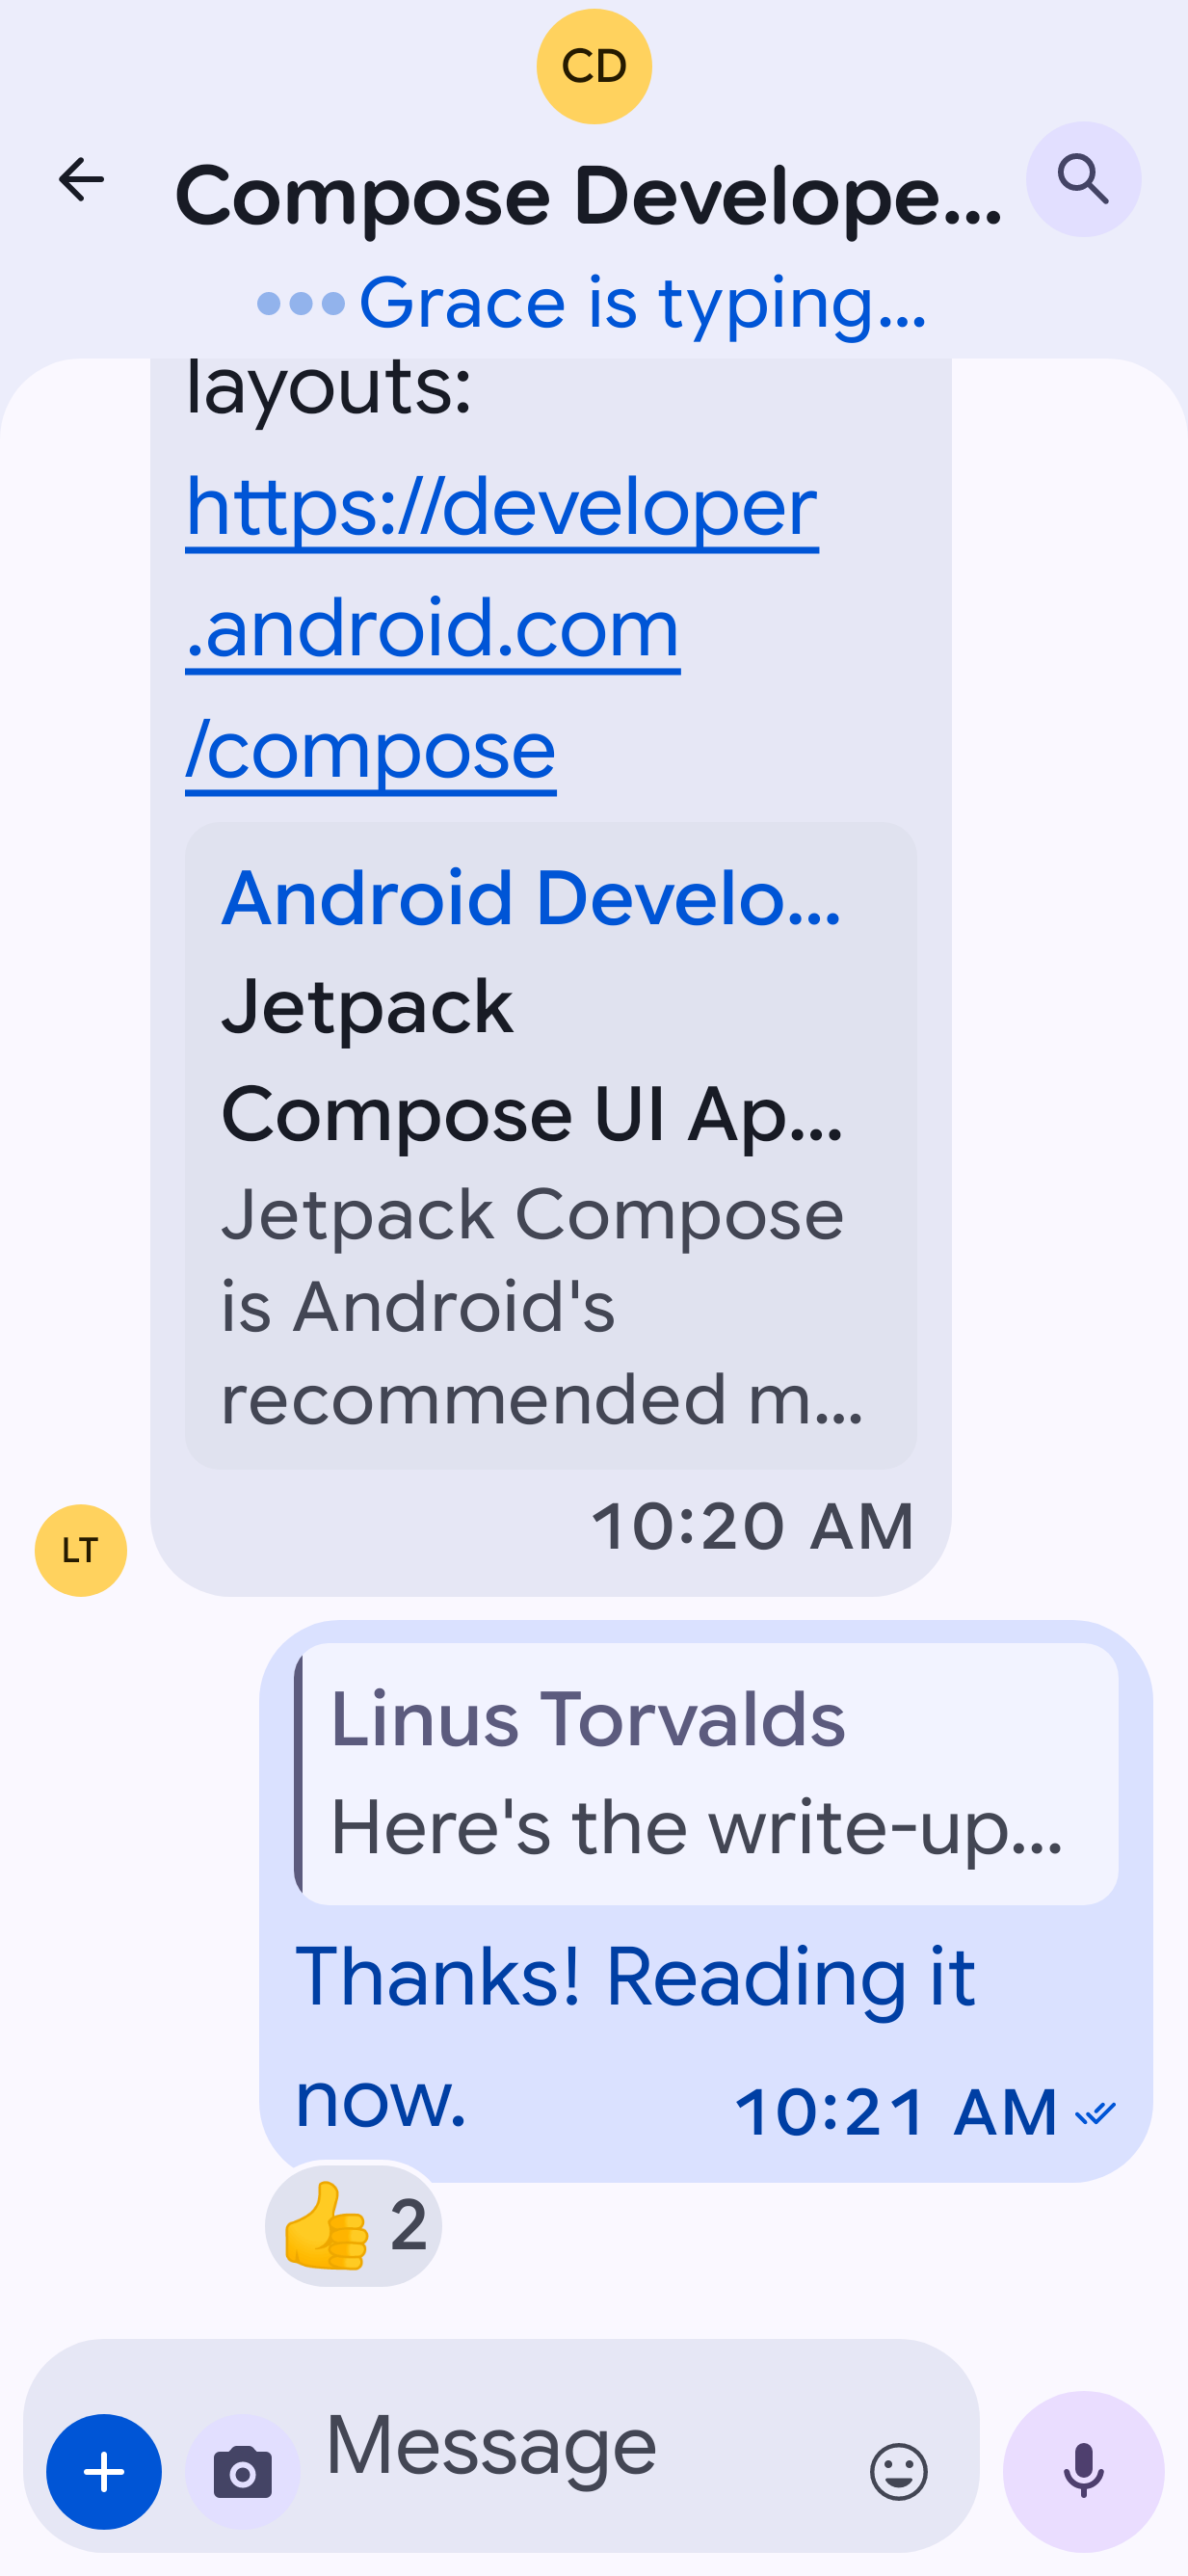 CD
Compose Develope...
Grace is typing...
layouts:
https://developer
.android.com
/compose
Android Develo...
Jetpack
Compose UI Ap...
Jetpack Compose
is Android's
recommended m...
10:20 AM
LT
Linus Torvalds
Here's the write-up...
Thanks! Reading it
now.
10:21 AM
👍 2
Message